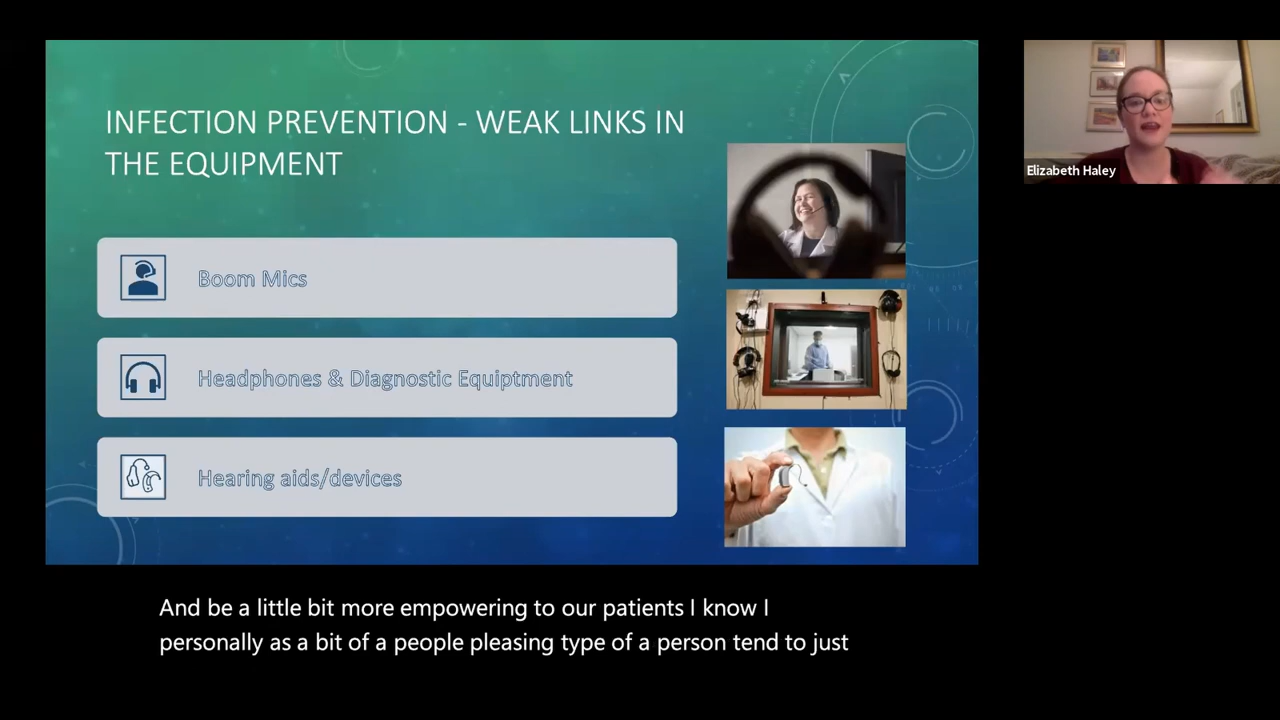 INFECTION PREVENTION - WEAK LINKS IN
THE EQUIPMENT
Boom Mics
Headphones & Diagnostic Equiptment
Hearing aids/devices
Elizabeth Haley
And be a little bit more empowering to our patients I know I
personally as a bit of a people pleasing type of a person tend to just